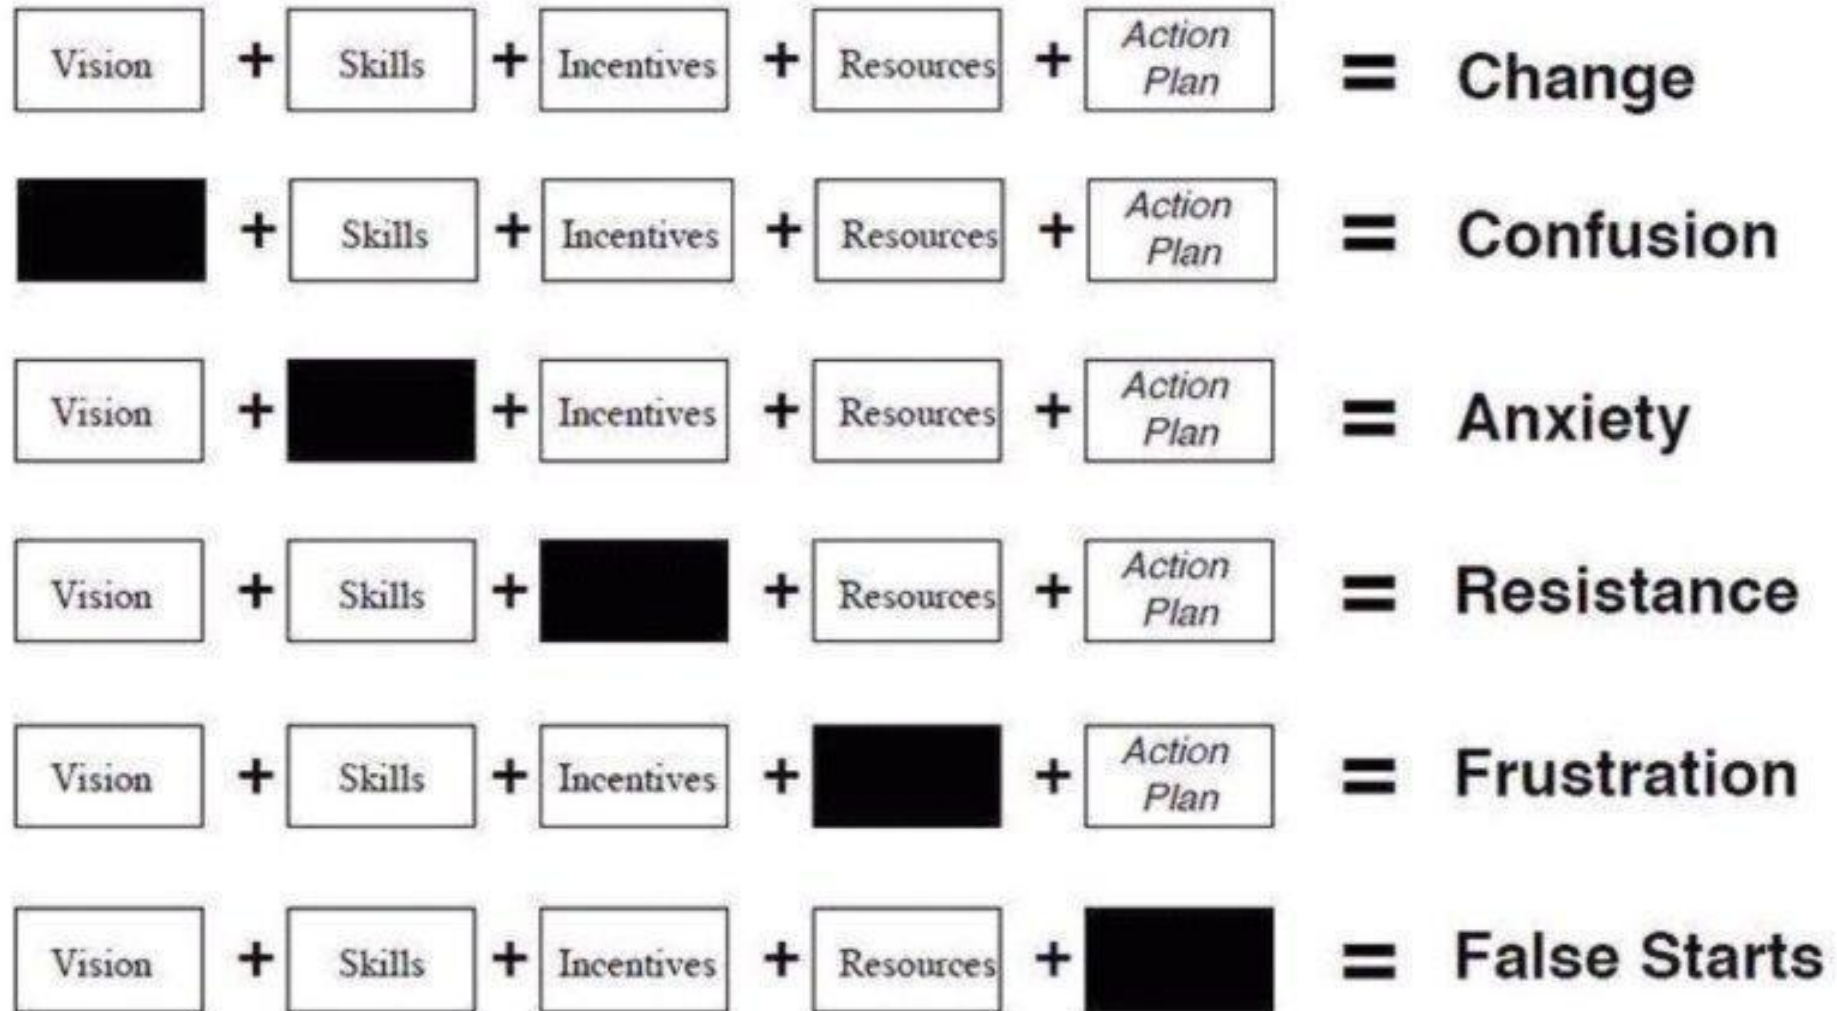 Vision + Skills + Incentives + Resources + Action Plan = Change
+ Skills + Incentives + Resources + Action Plan = Confusion
Vision + + Incentives + Resources + Action Plan = Anxiety
Vision + Skills + + Resources + Action Plan = Resistance
Vision + Skills + Incentives + + Action Plan = Frustration
Vision + Skills + Incentives + Resources + = False Starts